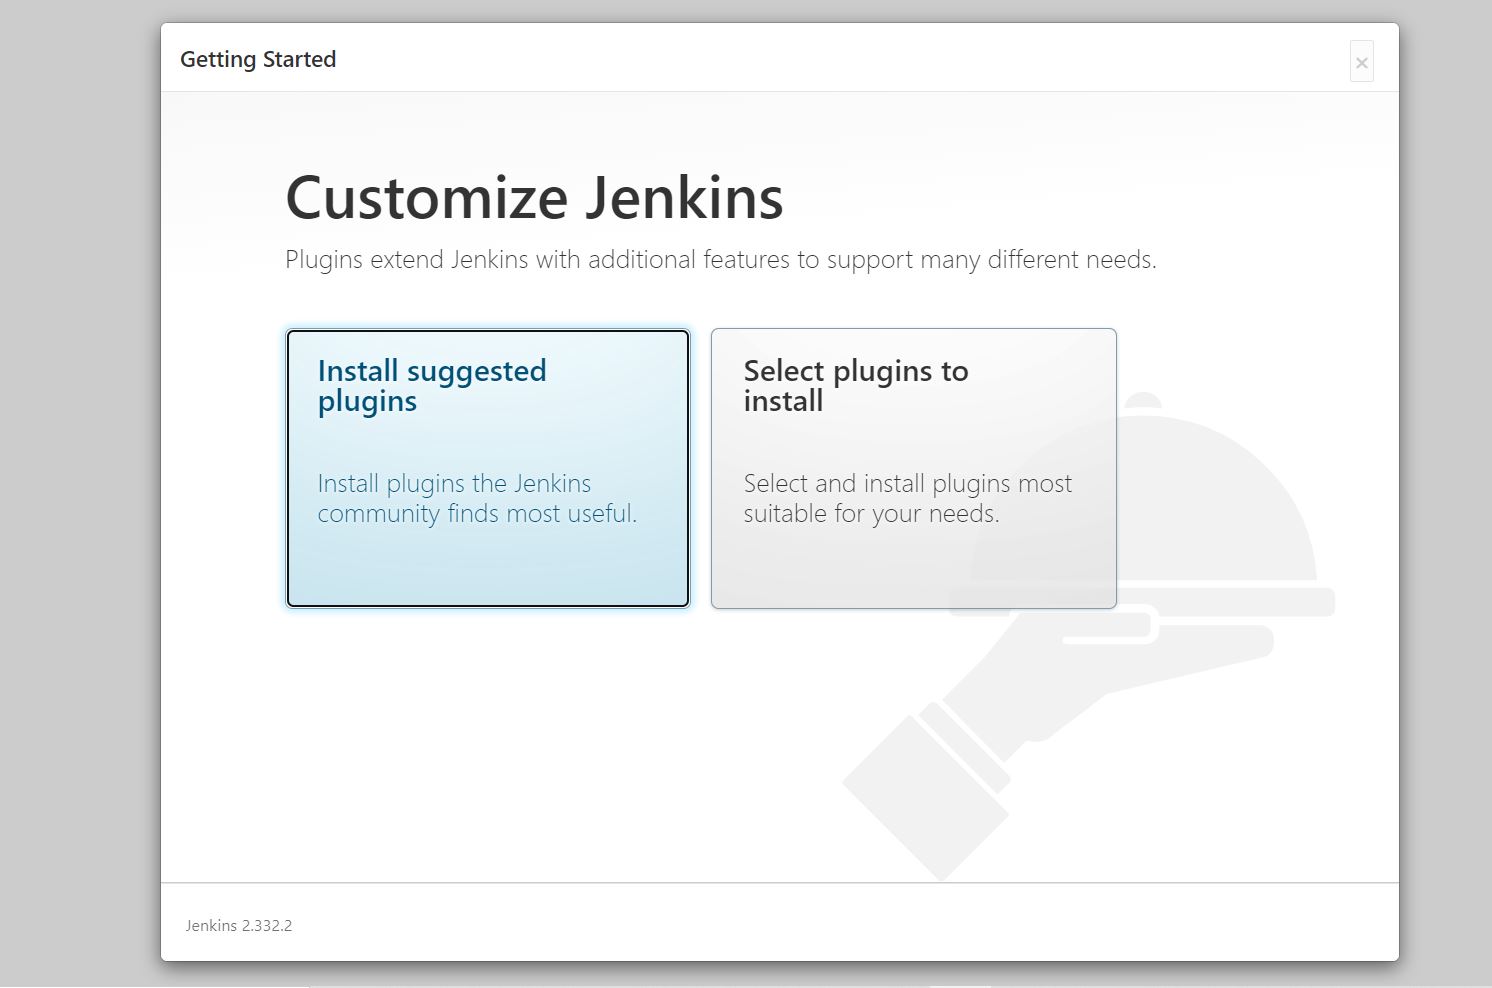 Getting Started
×
Customize Jenkins
Plugins extend Jenkins with additional features to support many different needs.
Install suggested
plugins
Install plugins the Jenkins
community finds most useful.
Select plugins to
install
Select and install plugins most
suitable for your needs.
Jenkins 2.332.2